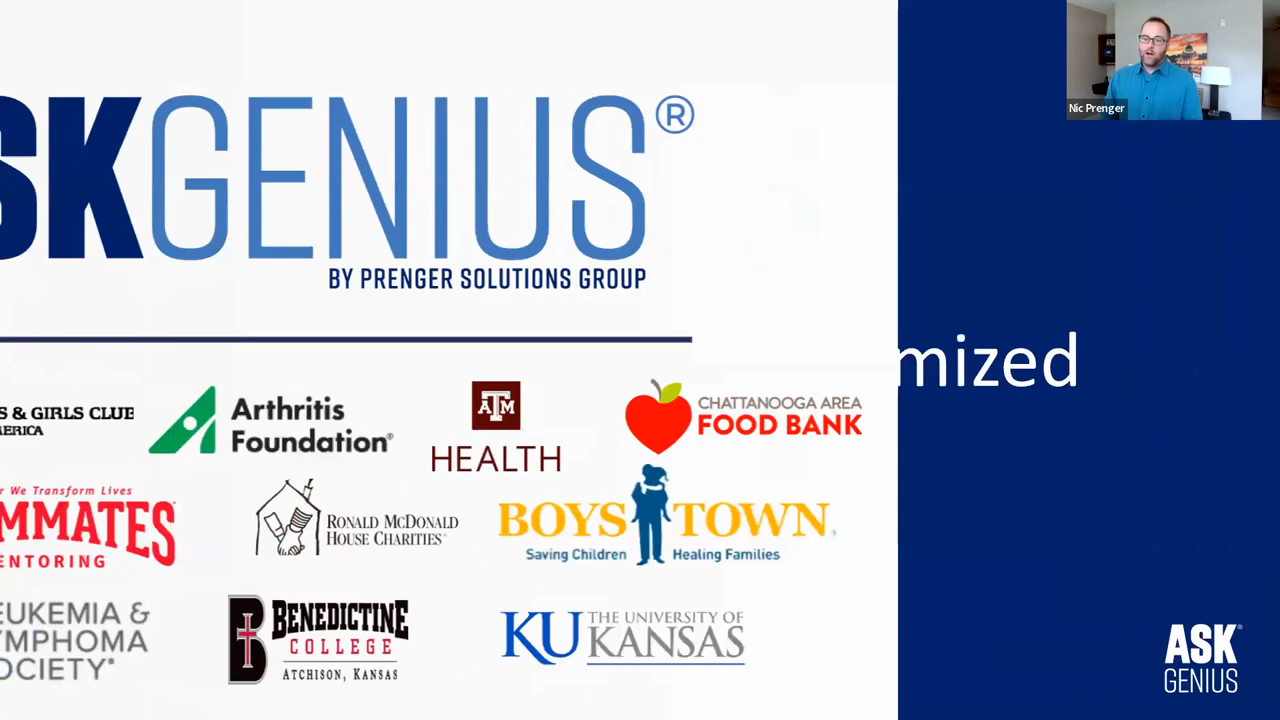 SKGENIUS®
BY PRENGER SOLUTIONS GROUP
Nic Prenger
mized
S & GIRLS CLUB
ERICA
Arthritis
Foundation®
ATM
HEALTH
CHATTANOOGA AREA
FOOD BANK
r We Transform Lives
MMATES
ENTORING
RONALD MCDONALD
HOUSE CHARITIES
BOYS TOWN®
Saving Children Healing Families
EUKEMIA &
YMPHOMA
OCIETY®
B BENEDICTINE
COLLEGE
ATCHISON, KANSAS
KU THE UNIVERSITY OF
KANSAS
ASK®
GENIUS